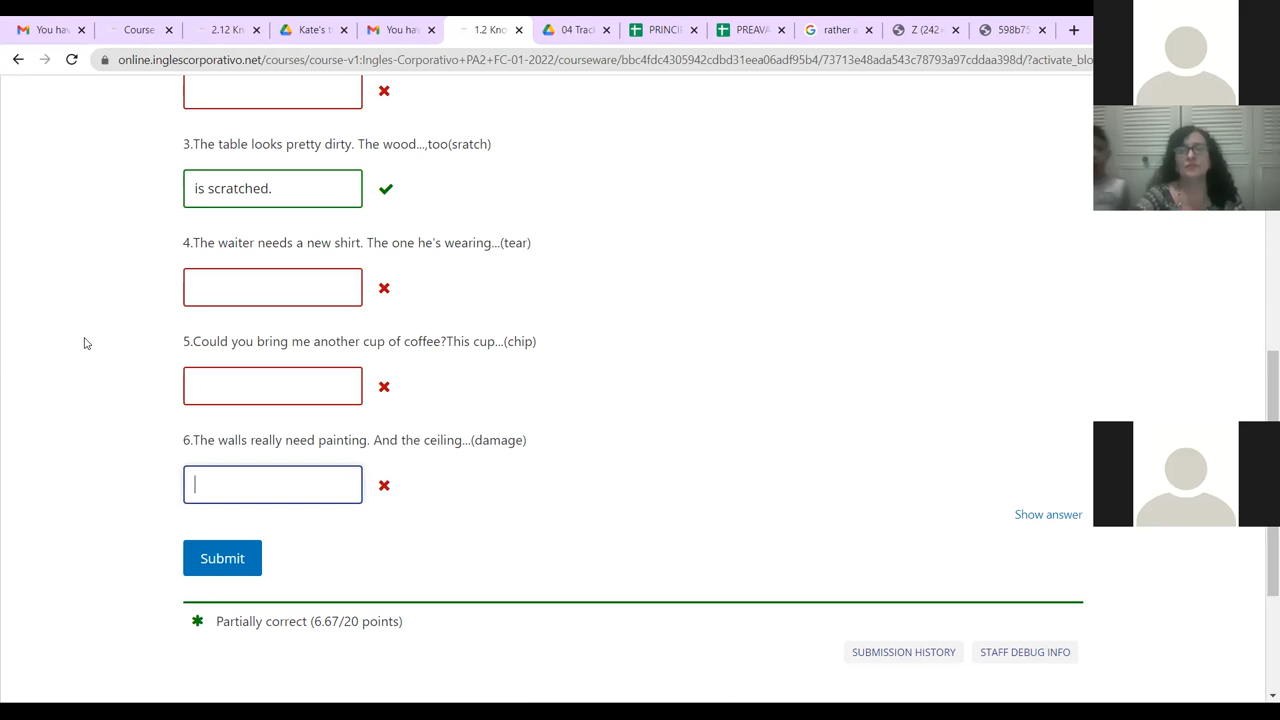 You hav
Course
2.12 Kno
Kate's t
You hav
1.2 Kno
04 Track
PRINCI
PREAVA
rather a
Z (242×
598b75
online.inglescorporativo.net/courses/course-v1:Ingles-Corporativo+PA2+FC-01-2022/courseware/bbc4fdc4305942cdbd31eea06adf95b4/73713e48ada543c78793a97cddaa398d/?activate_blo
3.The table looks pretty dirty. The wood...,too(sratch)
is scratched.
4.The waiter needs a new shirt. The one he's wearing...(tear)
5.Could you bring me another cup of coffee?This cup...(chip)
6.The walls really need painting. And the ceiling...(damage)
Show answer
Submit
Partially correct (6.67/20 points)
SUBMISSION HISTORY
STAFF DEBUG INFO